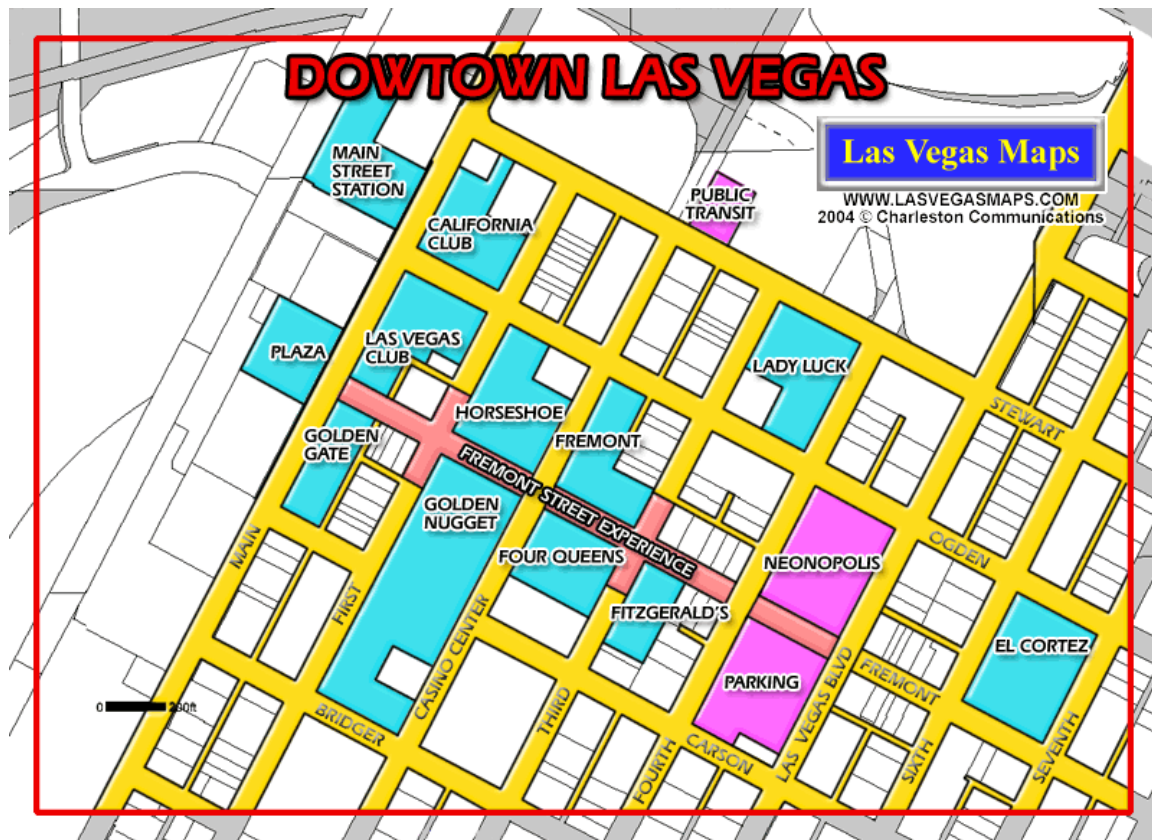 DOWTOWN LAS VEGAS
Las Vegas Maps
WWW.LASVEGASMAPS.COM
2004 © Charleston Communications
MAIN
STREET
STATION
PUBLIC
TRANSIT
CALIFORNIA
CLUB
PLAZA
LAS VEGAS
CLUB
LADY LUCK
HORSESHOE
FREMONT
STEWART
GOLDEN
GATE
FREMONT STREET EXPERIENCE
GOLDEN
NUGGET
FOUR QUEENS
NEONOPOLIS
OGDEN
MAIN
FIRST
FITZGERALD'S
EL CORTEZ
CASINO CENTER
PARKING
FREMONT
LAS VEGAS BLVD
0 200ft
BRIDGER
THIRD
CARSON
FOURTH
SIXTH
SEVENTH